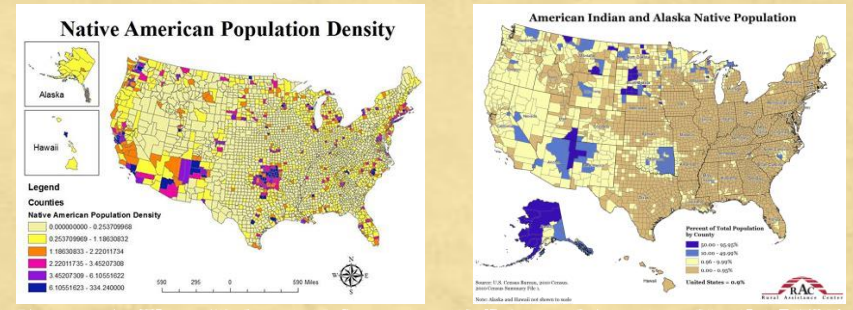 Native American Population Density
Alaska
Hawaii
Legend
Counties
Native American Population Density
0.000000000 - 0.253709968
0.253709969 - 1.18630832
1.18630833 - 2.22011734
2.22011735 - 3.45207308
3.45207309 - 6.10551622
6.10551623 - 334.240000
590
295
0
590 Miles
N
W
E
S
American Indian and Alaska Native Population
Percent of Total Population
by County
50.00 - 95.95%
10.00 - 49.99%
0.96 - 9.99%
0.00 - 0.95%
United States = 0.9%
Hawaii
Source: U.S. Census Bureau, 2010 Census.
2010 Census Summary File 1.
Note: Alaska and Hawaii not shown to scale
RAC
Rural Assistance Center